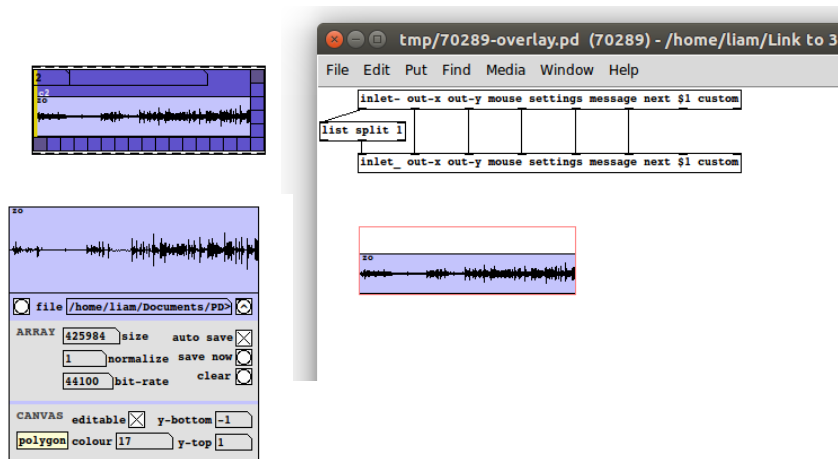 2
c2
zo
zo
file /home/liam/Documents/PD>
ARRAY 425984 size auto save
1 normalize save now
44100 bit-rate clear
CANVAS editable y-bottom -1
polygon colour 17 y-top 1
tmp/70289-overlay.pd (70289) - /home/liam/Link to 3
File Edit Put Find Media Window Help
inlet- out-x out-y mouse settings message next $1 custom
list split 1
inlet_ out-x out-y mouse settings message next $1 custom
zo